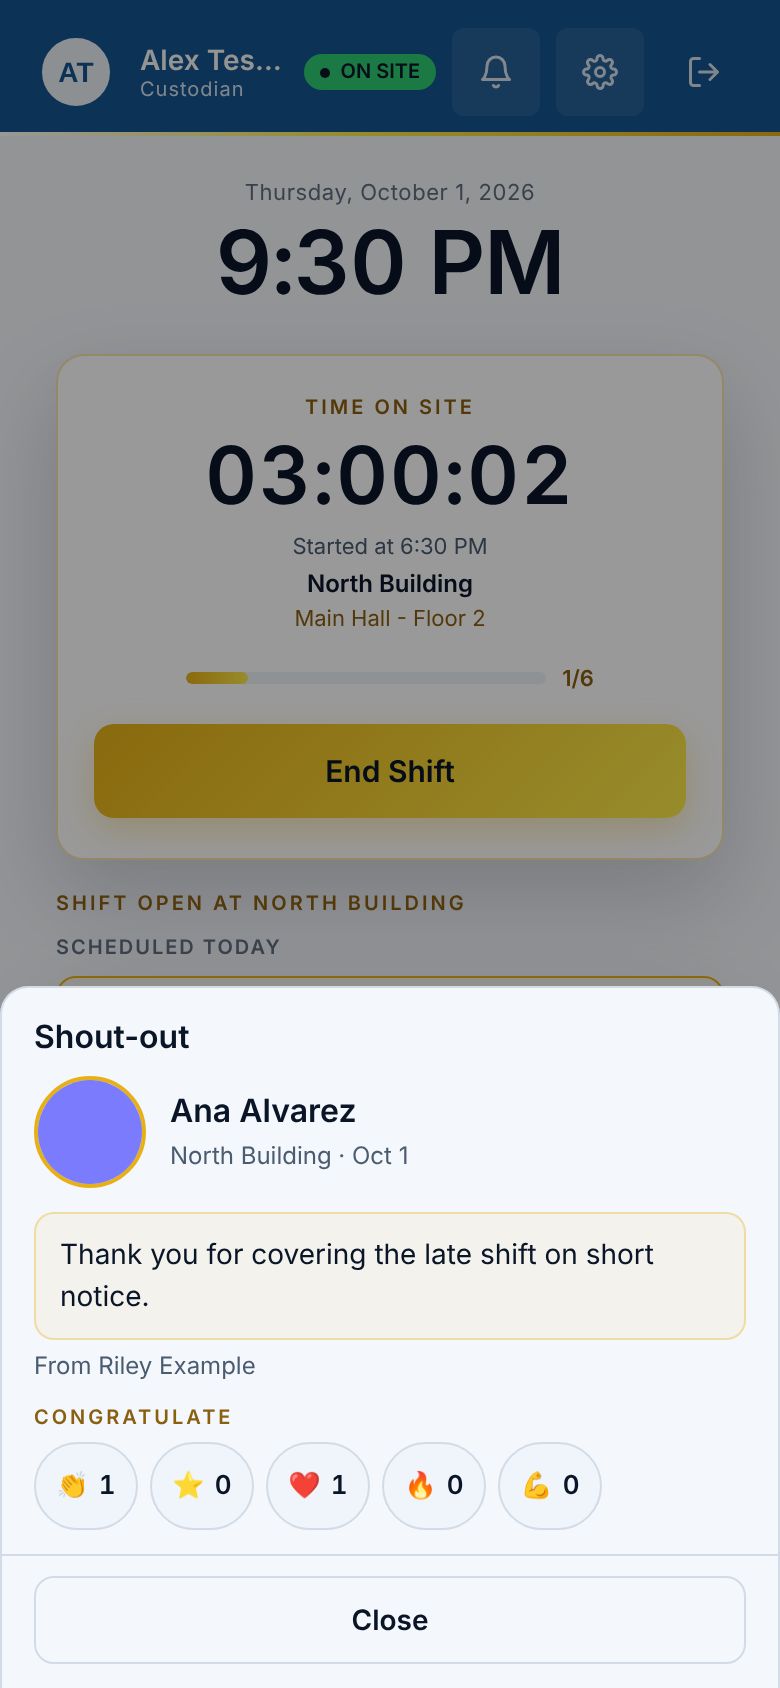 AT
Alex Tes...
Custodian
ON SITE
Thursday, October 1, 2026
9:30 PM
TIME ON SITE
03:00:02
Started at 6:30 PM
North Building
Main Hall - Floor 2
1/6
End Shift
SHIFT OPEN AT NORTH BUILDING
SCHEDULED TODAY
Shout-out
Ana Alvarez
North Building · Oct 1
Thank you for covering the late shift on short
notice.
From Riley Example
CONGRATULATE
👏 1 ⭐ 0 ❤️ 1 🔥 0 💪 0
Close